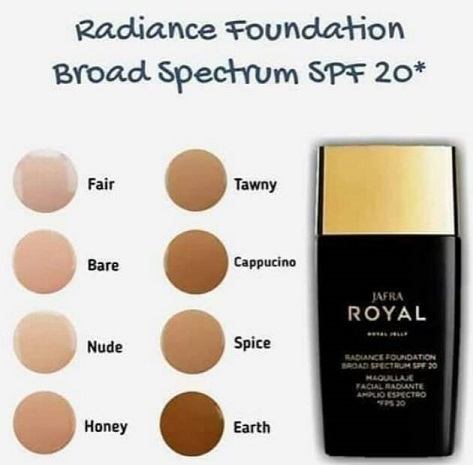 Radiance Foundation
Broad Spectrum SPF 20*
Fair
Tawny
Bare
Cappucino
Nude
Spice
Honey
Earth
JAFRA
ROYAL
ROYAL JELLY
RADIANCE FOUNDATION
BROAD SPECTRUM SPF 20
MAQUILLAJE
FACIAL RADIANTE
AMPLIO ESPECTRO
*FPS 20